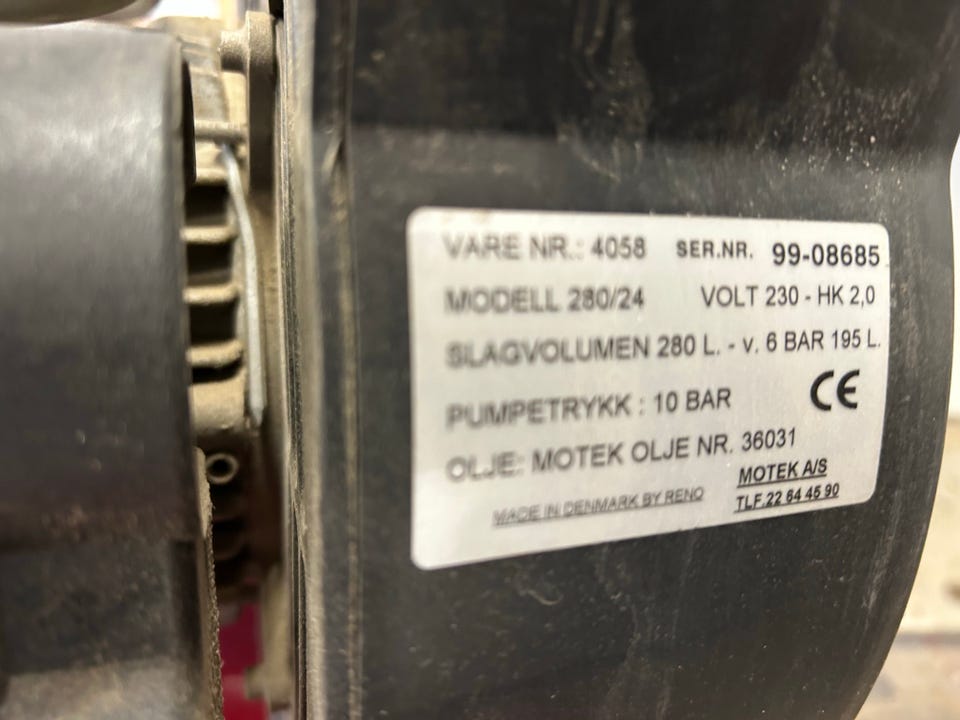 VARE NR.: 4058 SER.NR. 99-08685
MODELL 280/24 VOLT 230 - HK 2,0
SLAGVOLUMEN 280 L. - v. 6 BAR 195 L.
PUMPETRYKK : 10 BAR CE
OLJE: MOTEK OLJE NR. 36031
MOTEK A/S
MADE IN DENMARK BY RENO
TLF.22 64 45 90